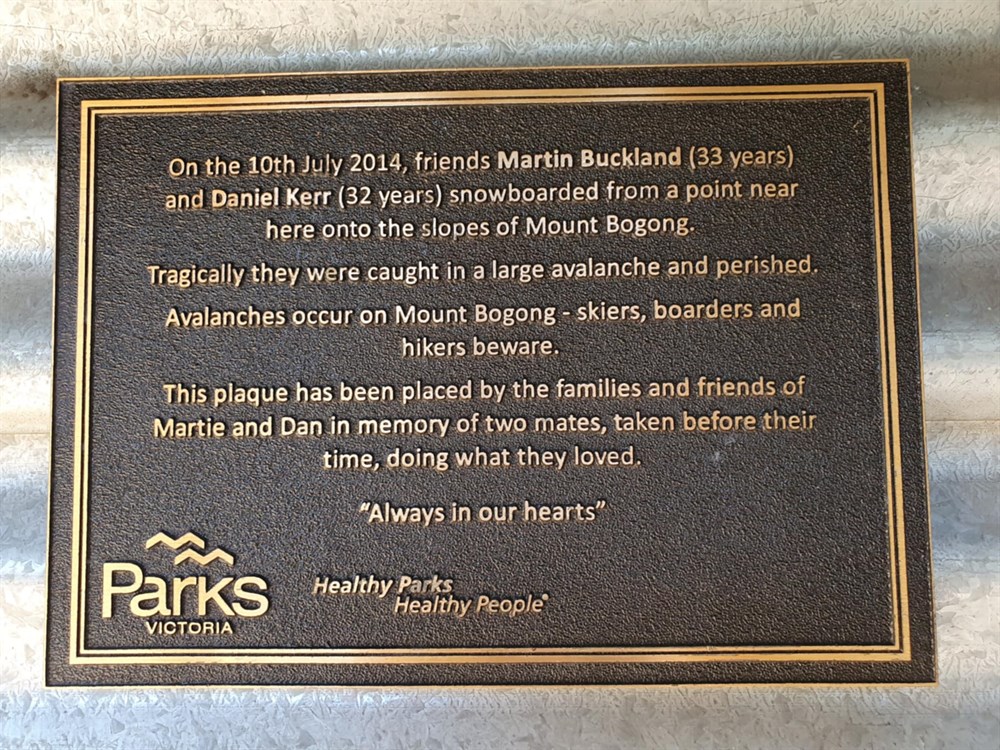 On the 10th July 2014, friends Martin Buckland (33 years)
and Daniel Kerr (32 years) snowboarded from a point near
here onto the slopes of Mount Bogong.
Tragically they were caught in a large avalanche and perished.
Avalanches occur on Mount Bogong - skiers, boarders and
hikers beware.
This plaque has been placed by the families and friends of
Martie and Dan in memory of two mates, taken before their
time, doing what they loved.
"Always in our hearts"
Parks
VICTORIA
Healthy Parks
Healthy People®